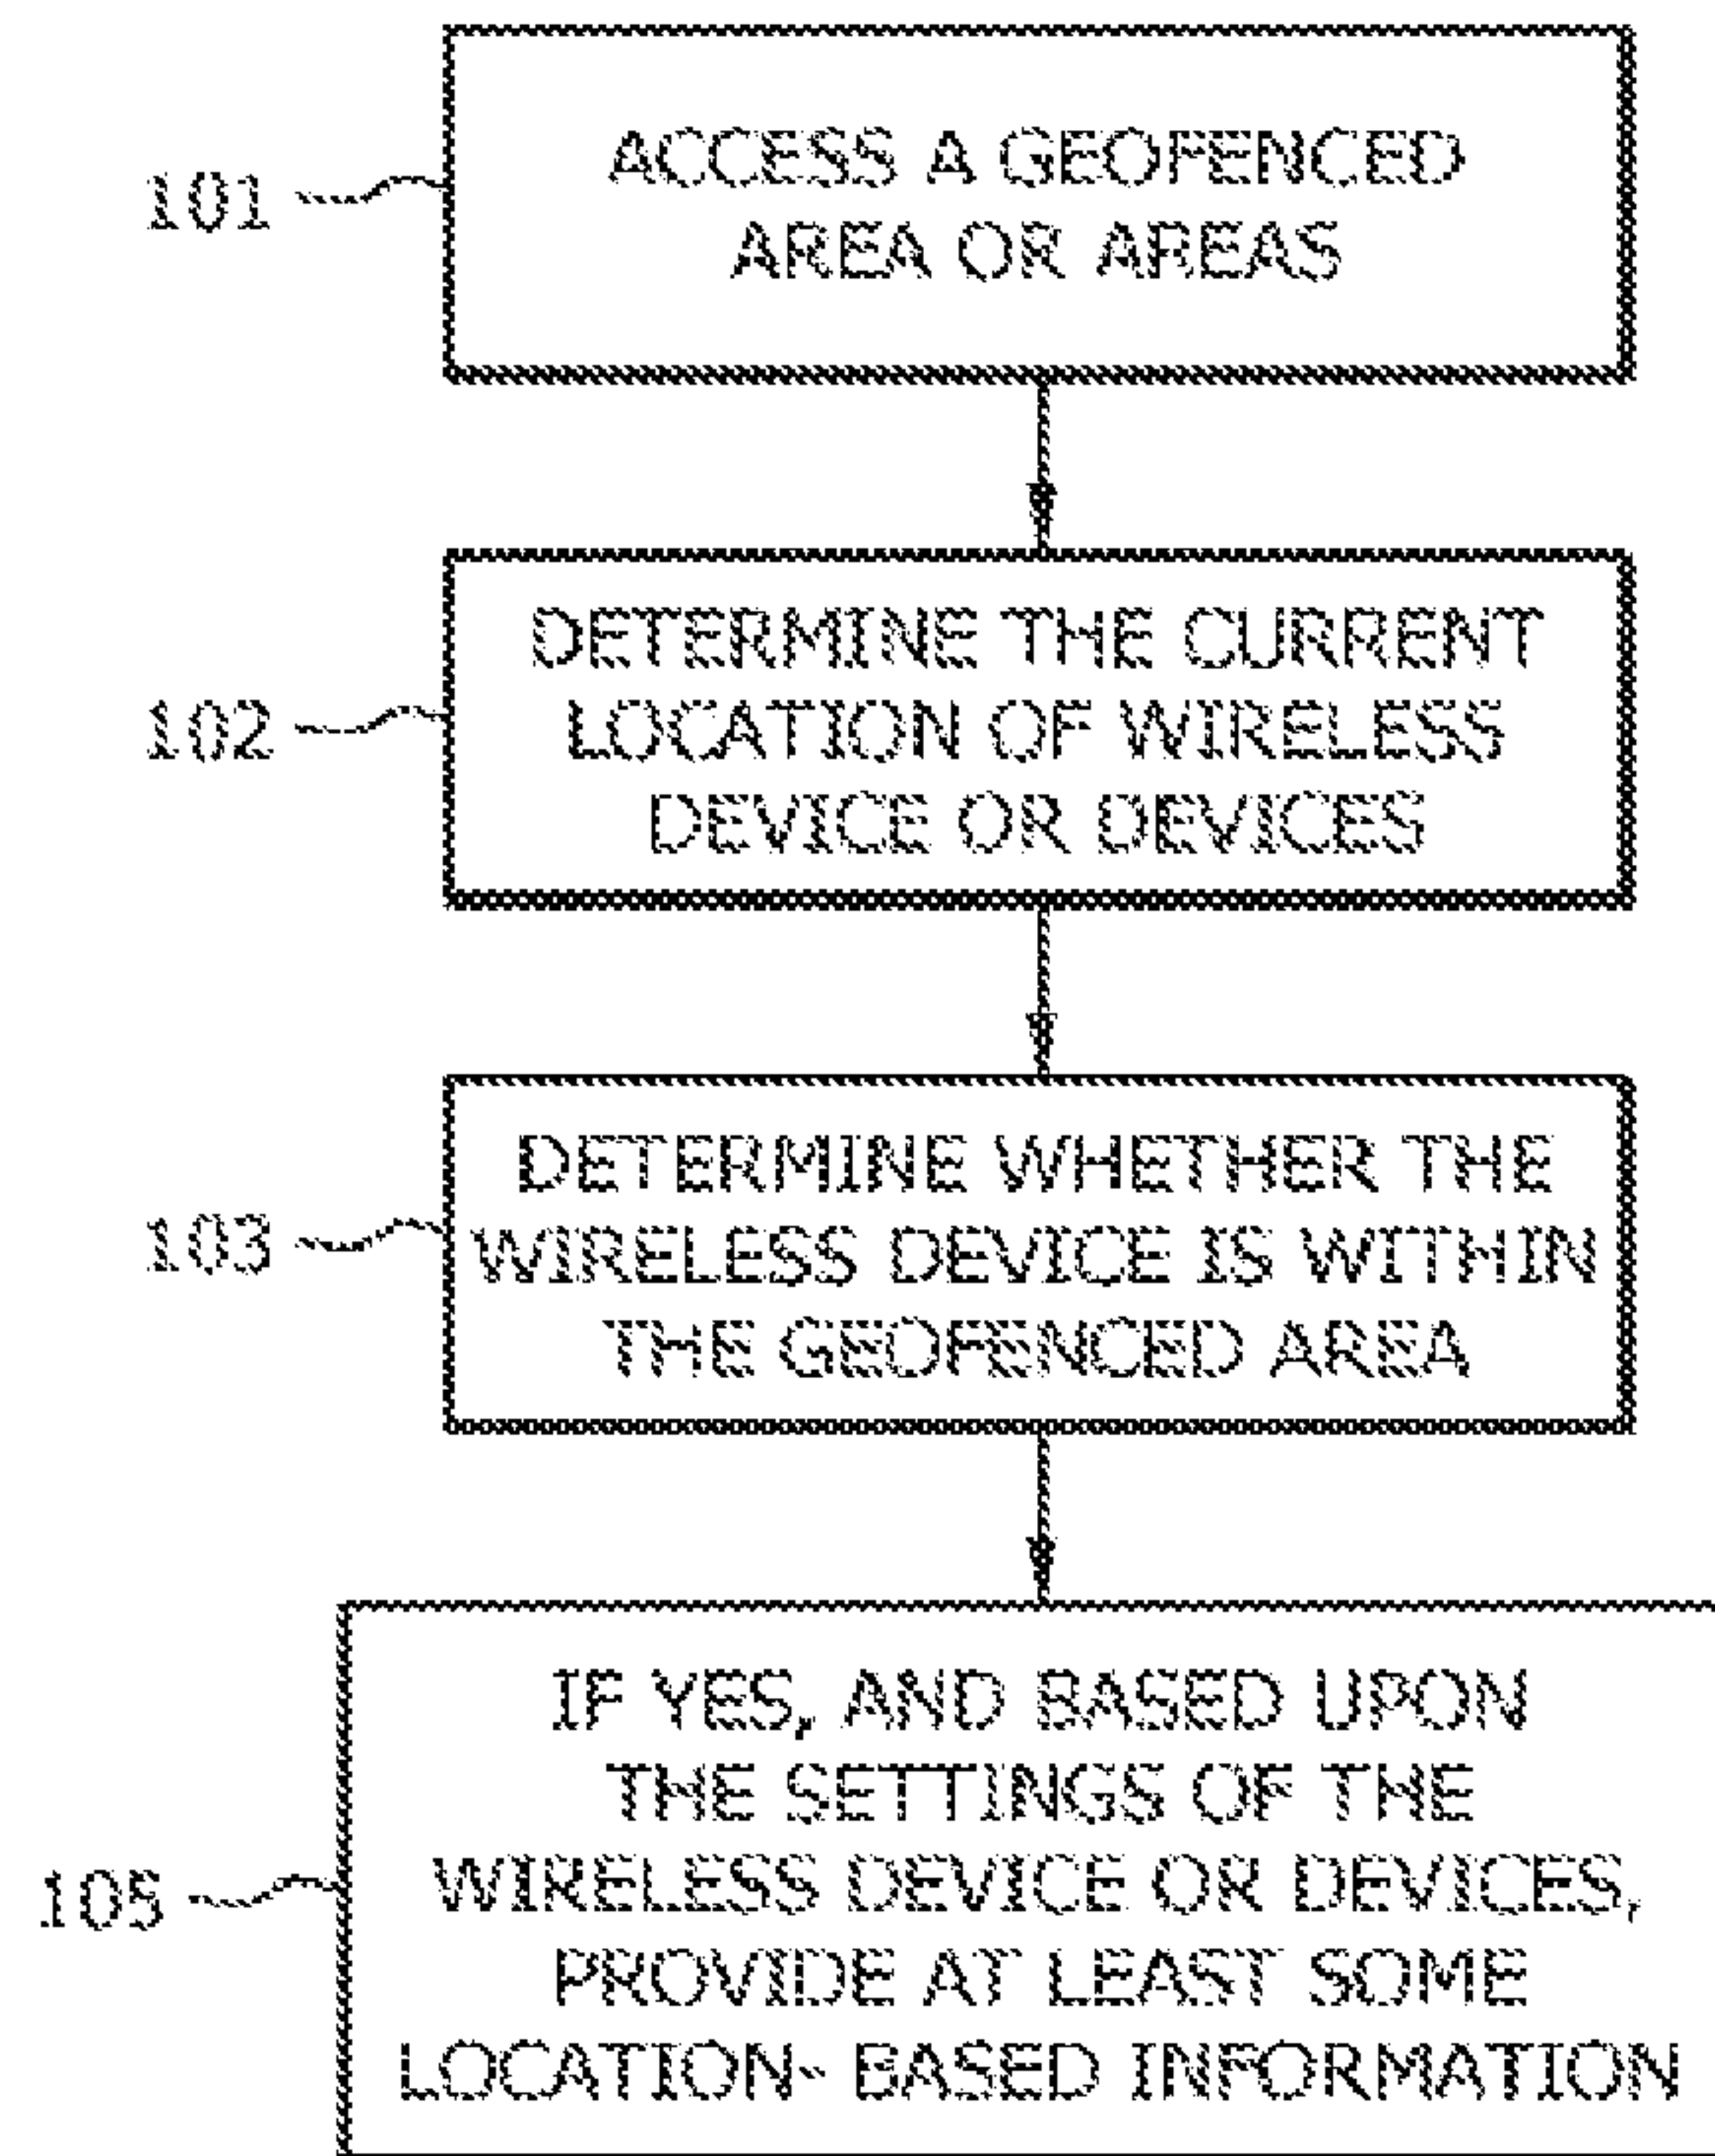 101
ACCESS A GEOFENCED
AREA OR AREAS
102
DETERMINE THE CURRENT
LOCATION OF WIRELESS
DEVICE OR DEVICES
103
DETERMINE WHETHER THE
WIRELESS DEVICE IS WITHIN
THE GEOFENCED AREA
105
IF YES, AND BASED UPON
THE SETTINGS OF THE
WIRELESS DEVICE OR DEVICES,
PROVIDE AT LEAST SOME
LOCATION- BASED INFORMATION